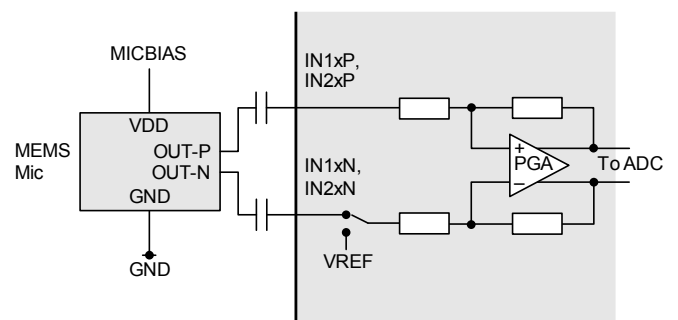 MICBIAS
IN1xP,
IN2xP
VDD
MEMS
Mic
OUT-P
OUT-N
GND
GND
IN1xN,
IN2xN
VREF
+
PGA
–
To ADC